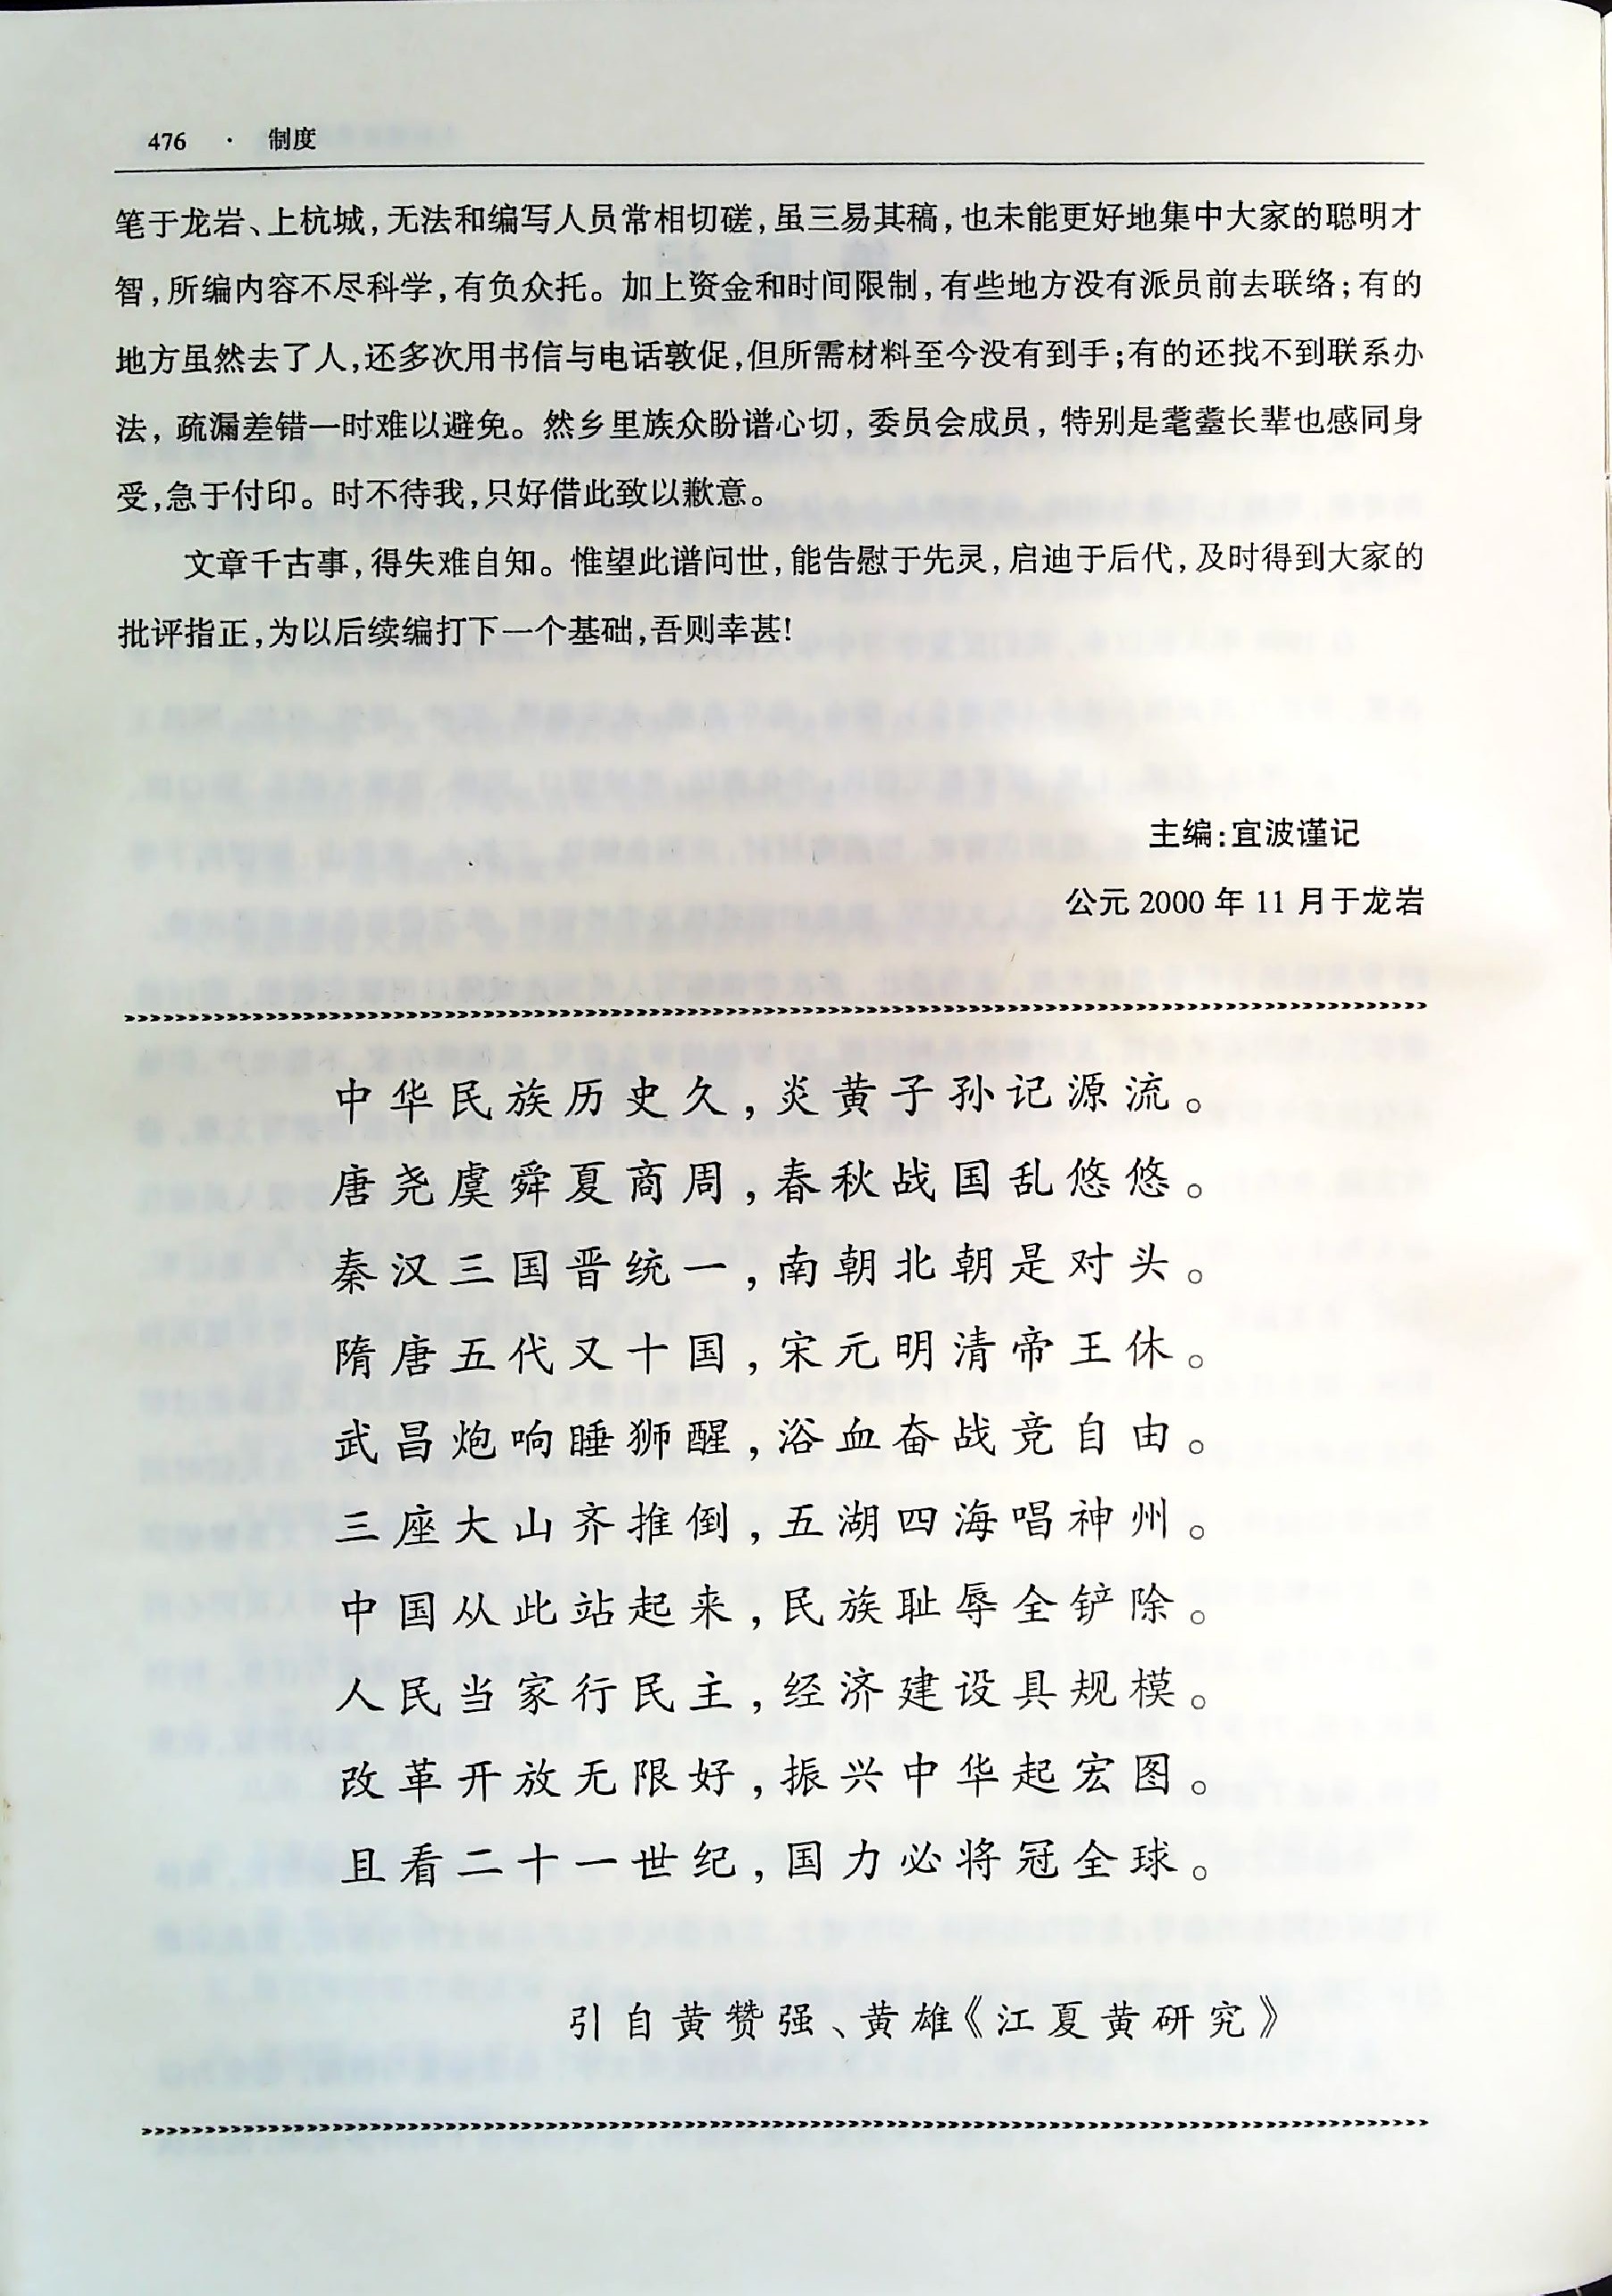 476 · 制度
笔于龙岩、上杭城,无法和编写人员常相切磋,虽三易其稿,也未能更好地集中大家的聪明才
智,所编内容不尽科学,有负众托。加上资金和时间限制,有些地方没有派员前去联络;有的
地方虽然去了人,还多次用书信与电话敦促,但所需材料至今没有到手;有的还找不到联系办
法,疏漏差错一时难以避免。然乡里族众盼谱心切,委员会成员,特别是耄耋长辈也感同身
受,急于付印。时不待我,只好借此致以歉意。
文章千古事,得失难自知。惟望此谱问世,能告慰于先灵,启迪于后代,及时得到大家的
批评指正,为以后续编打下一个基础,吾则幸甚!
主编:宜波谨记
公元 2000 年 11 月于龙岩
中华民族历史久,炎黄子孙记源流。
唐尧虞舜夏商周,春秋战国乱悠悠。
秦汉三国晋统一,南朝北朝是对头。
隋唐五代又十国,宋元明清帝王休。
武昌炮响睡狮醒,浴血奋战竞自由。
三座大山齐推倒,五湖四海唱神州。
中国从此站起来,民族耻辱全铲除。
人民当家行民主,经济建设具规模。
改革开放无限好,振兴中华起宏图。
且看二十一世纪,国力必将冠全球。
引自黄赞强、黄雄《江夏黄研究》